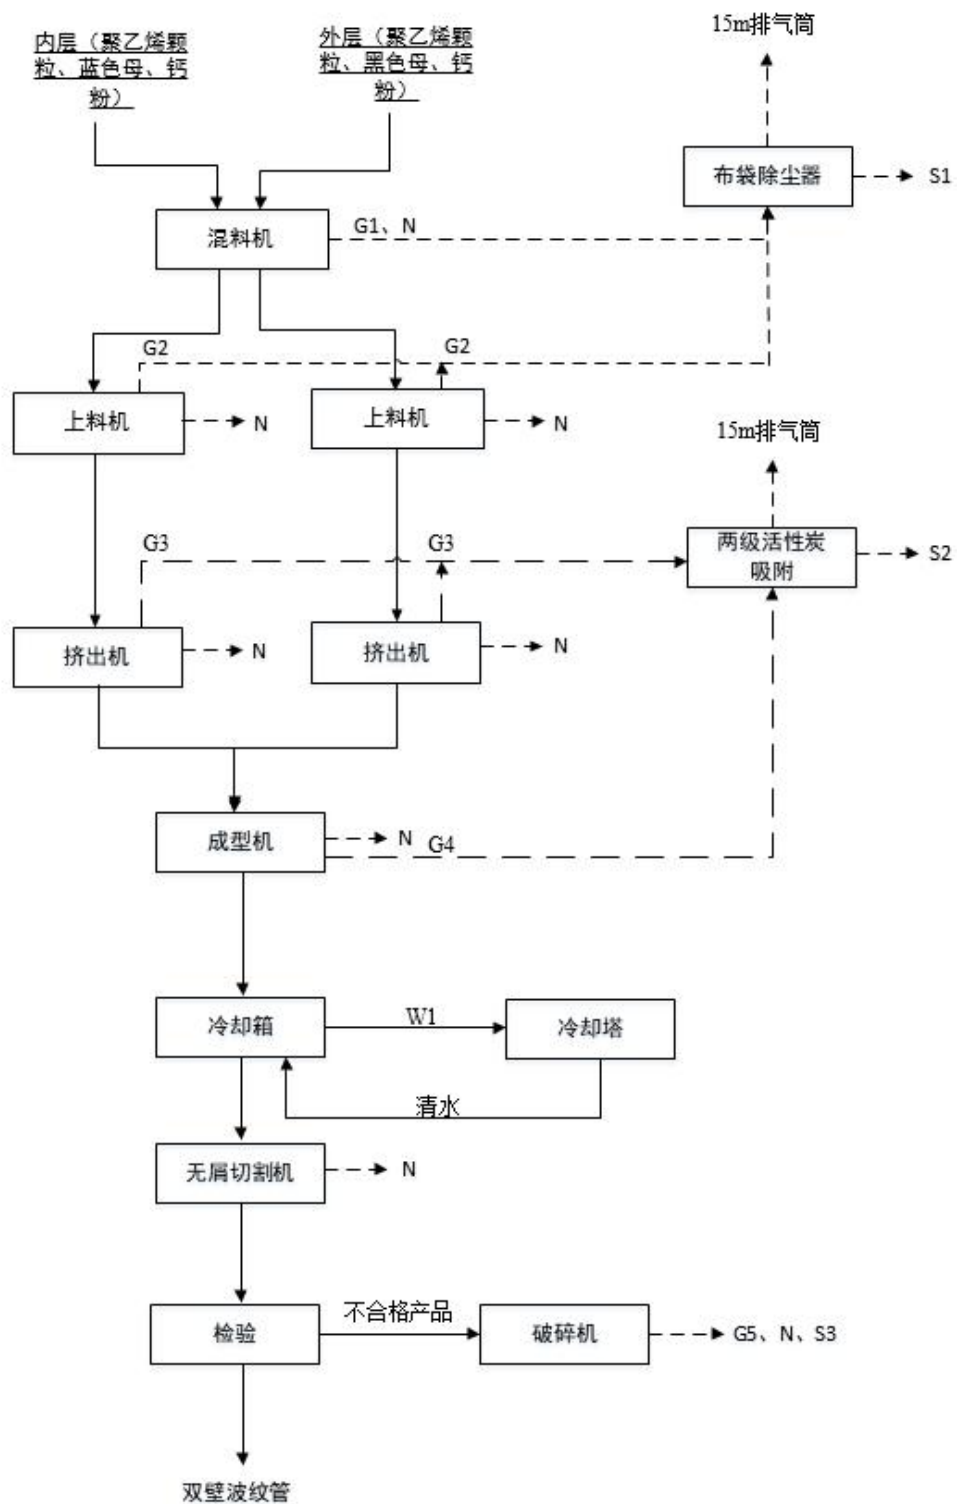 15m排气筒
内层（聚乙烯颗
粒、蓝色母、钙
粉）
外层（聚乙烯颗
粒、黑色母、钙
粉）
布袋除尘器
S1
混料机
G1、N
G2
G2
上料机
N
上料机
N
15m排气筒
G3
G3
两级活性炭
吸附
S2
挤出机
N
挤出机
N
成型机
N
G4
冷却箱
W1
冷却塔
清水
无屑切割机
N
检验
不合格产品
破碎机
G5、N、S3
双壁波纹管